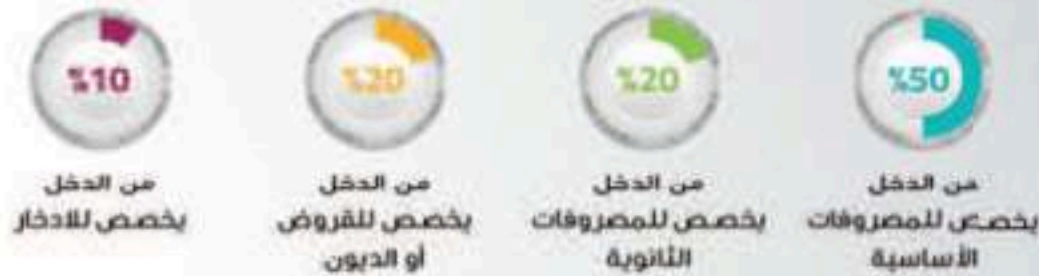 %50
من الدخل
يخصص للمصروفات
الأساسية
%20
من الدخل
يخصص للمصروفات
الثانوية
%20
من الدخل
يخصص للقروض
أو الديون
%10
من الدخل
يخصص للادخار